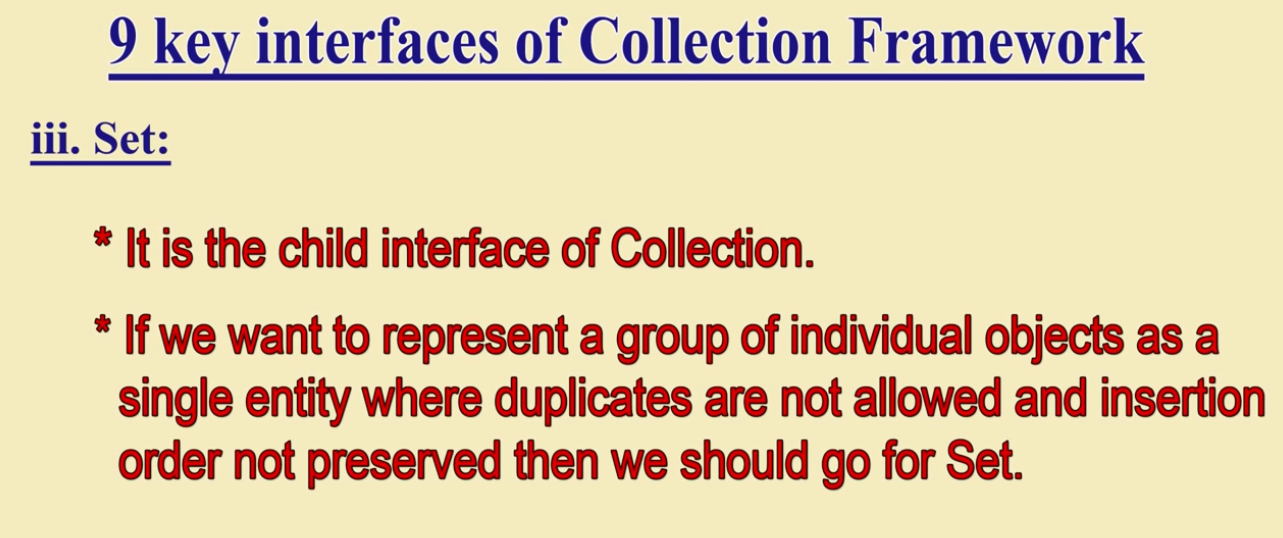 9 key interfaces of Collection Framework
iii. Set:
* It is the child interface of Collection.
* If we want to represent a group of individual objects as a
single entity where duplicates are not allowed and insertion
order not preserved then we should go for Set.